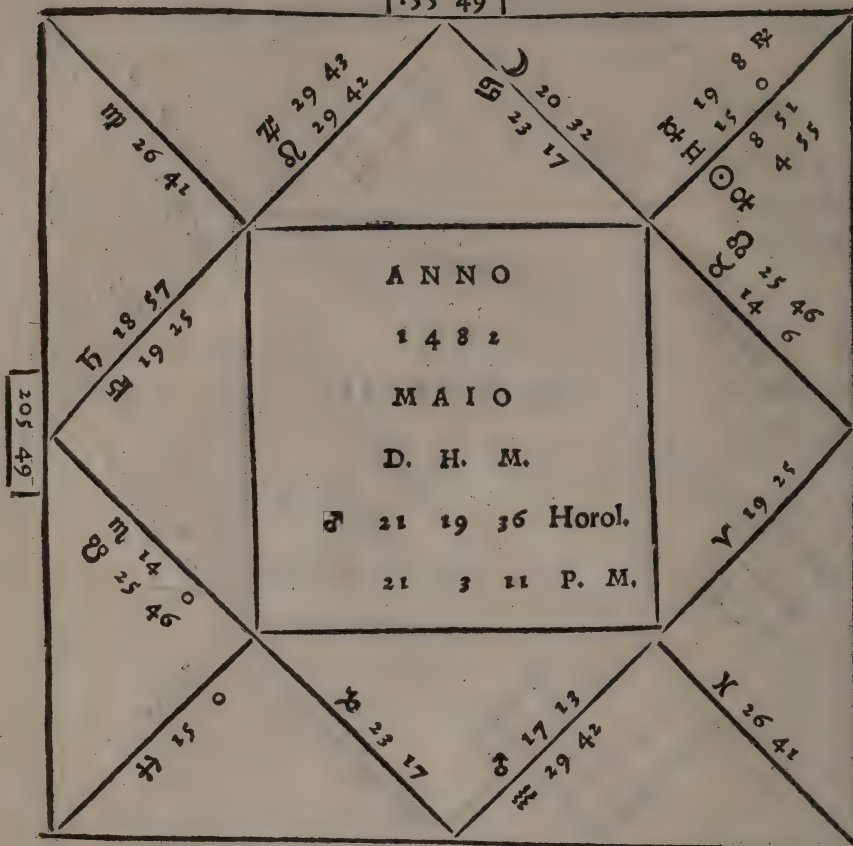 49
☽ 20 32
♋ 23 17
♃ 29 43
♌ 29 42
♍ 26 41
☿ 19 8 ℞
♊ 15 0
☉ 8 51
4 55
☊ 25 46
♉ 14 6
♄ 18 57
♎ 19 25
205 49
ANNO
1482
MAIO
D. H. M.
♂ 21 19 36 Horol.
21 3 11 P. M.
♈ 19 25
♏ 14 0
☋ 25 46
♐ 15 0
♑ 23 17
♂ 17 13
♒ 29 42
♓ 26 41